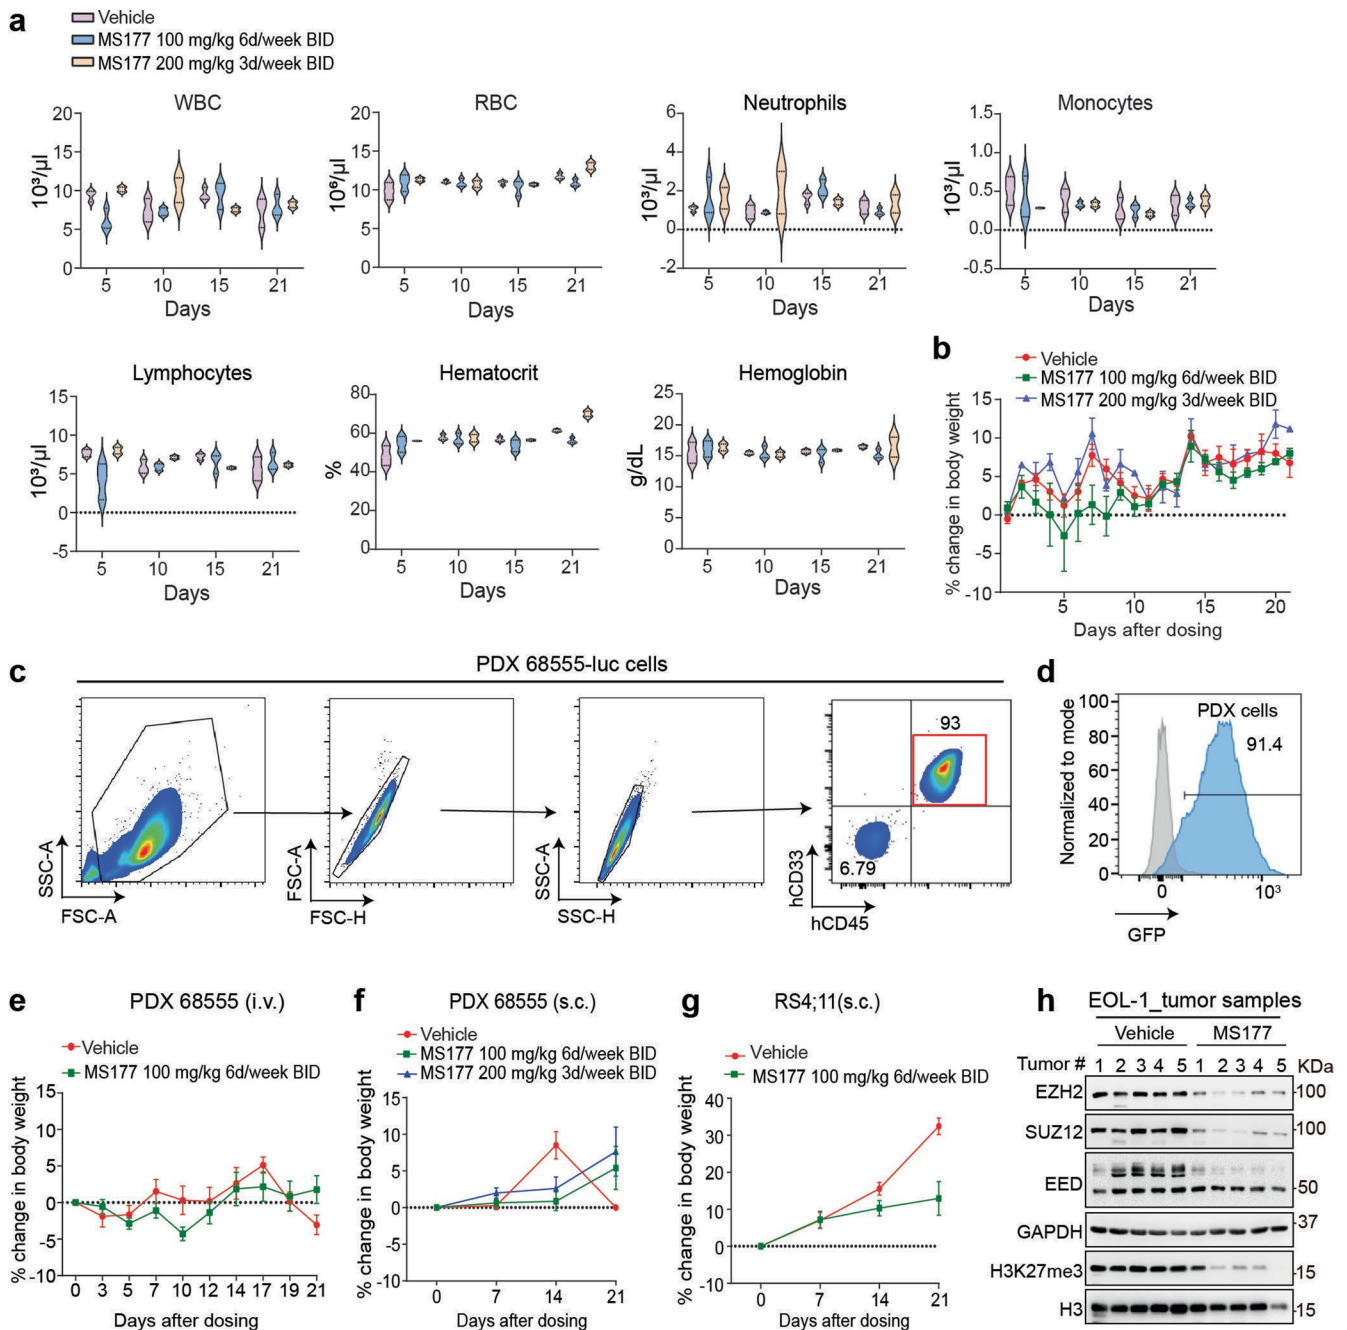 a
Vehicle
MS177 100 mg/kg 6d/week BID
MS177 200 mg/kg 3d/week BID
WBC
20
15
10
5
0
10³/µl
5 10 15 21
Days
RBC
20
15
10
5
0
10⁶/µl
5 10 15 21
Days
Neutrophils
6
4
2
0
-2
10³/µl
5 10 15 21
Days
Monocytes
1.5
1.0
0.5
0.0
-0.5
10³/µl
5 10 15 21
Days
Lymphocytes
15
10
5
0
-5
10³/µl
5 10 15 21
Days
Hematocrit
80
60
40
20
0
%
5 10 15 21
Days
Hemoglobin
25
20
15
10
5
0
g/dL
5 10 15 21
Days
b
Vehicle
MS177 100 mg/kg 6d/week BID
MS177 200 mg/kg 3d/week BID
15
10
5
0
-5
-10
% change in body weight
5 10 15 20
Days after dosing
c
PDX 68555-luc cells
SSC-A
FSC-A
FSC-A
FSC-H
SSC-A
SSC-H
93
6.79
hCD33
hCD45
d
PDX cells
91.4
100
80
60
40
20
0
Normalized to mode
0 10³
GFP
e
PDX 68555 (i.v.)
Vehicle
MS177 100 mg/kg 6d/week BID
15
10
5
0
-5
-10
% change in body weight
0 3 5 7 10 12 14 17 19 21
Days after dosing
f
PDX 68555 (s.c.)
Vehicle
MS177 100 mg/kg 6d/week BID
MS177 200 mg/kg 3d/week BID
15
10
5
0
-5
-10
% change in body weight
0 7 14 21
Days after dosing
g
RS4;11(s.c.)
Vehicle
MS177 100 mg/kg 6d/week BID
40
30
20
10
0
-10
% change in body weight
0 7 14 21
Days after dosing
h
EOL-1_tumor samples
Vehicle MS177
Tumor # 1 2 3 4 5 1 2 3 4 5 KDa
EZH2 -100
SUZ12 -100
EED -50
GAPDH -37
H3K27me3 -15
H3 -15